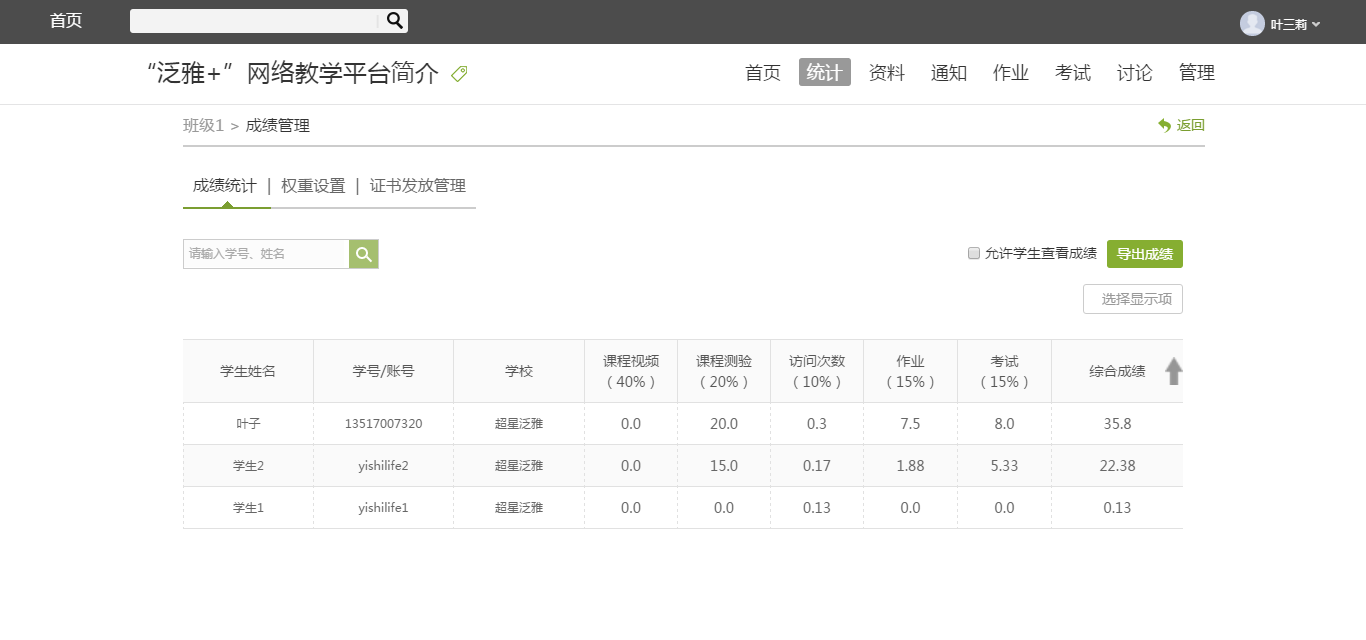 首页
叶三莉
“泛雅+”网络教学平台简介
首页 统计 资料 通知 作业 考试 讨论 管理
班级1 > 成绩管理
返回
成绩统计 | 权重设置 | 证书发放管理
请输入学号、姓名
允许学生查看成绩 导出成绩
选择显示项
学生姓名 学号/账号 学校 课程视频（40%） 课程测验（20%） 访问次数（10%） 作业（15%） 考试（15%） 综合成绩
叶子 13517007320 超星泛雅 0.0 20.0 0.3 7.5 8.0 35.8
学生2 yishilife2 超星泛雅 0.0 15.0 0.17 1.88 5.33 22.38
学生1 yishilife1 超星泛雅 0.0 0.0 0.13 0.0 0.0 0.13